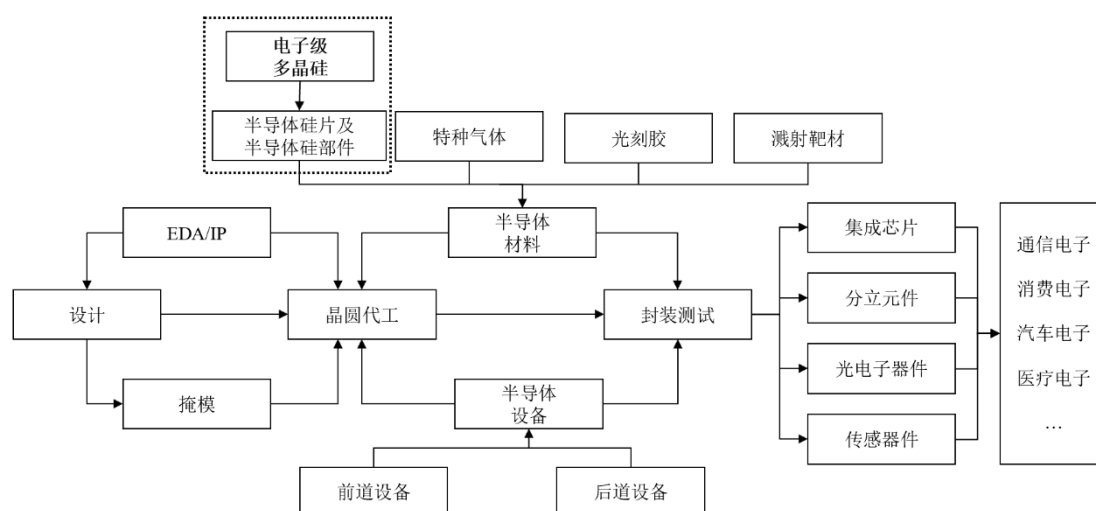 电子级
多晶硅
半导体硅片及
半导体硅部件
特种气体
光刻胶
溅射靶材
EDA/IP
半导体
材料
集成芯片
通信电子
设计
晶圆代工
封装测试
分立元件
消费电子
汽车电子
掩模
半导体
设备
光电子器件
医疗电子
传感器件
…
前道设备
后道设备